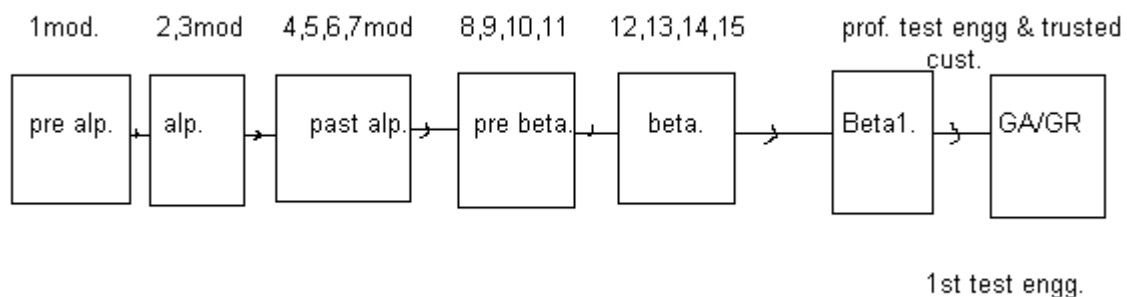 1mod. 2,3mod 4,5,6,7mod 8,9,10,11 12,13,14,15 prof. test engg & trusted
cust.
pre alp. alp. past alp. pre beta. beta. Beta1. GA/GR
1st test engg.